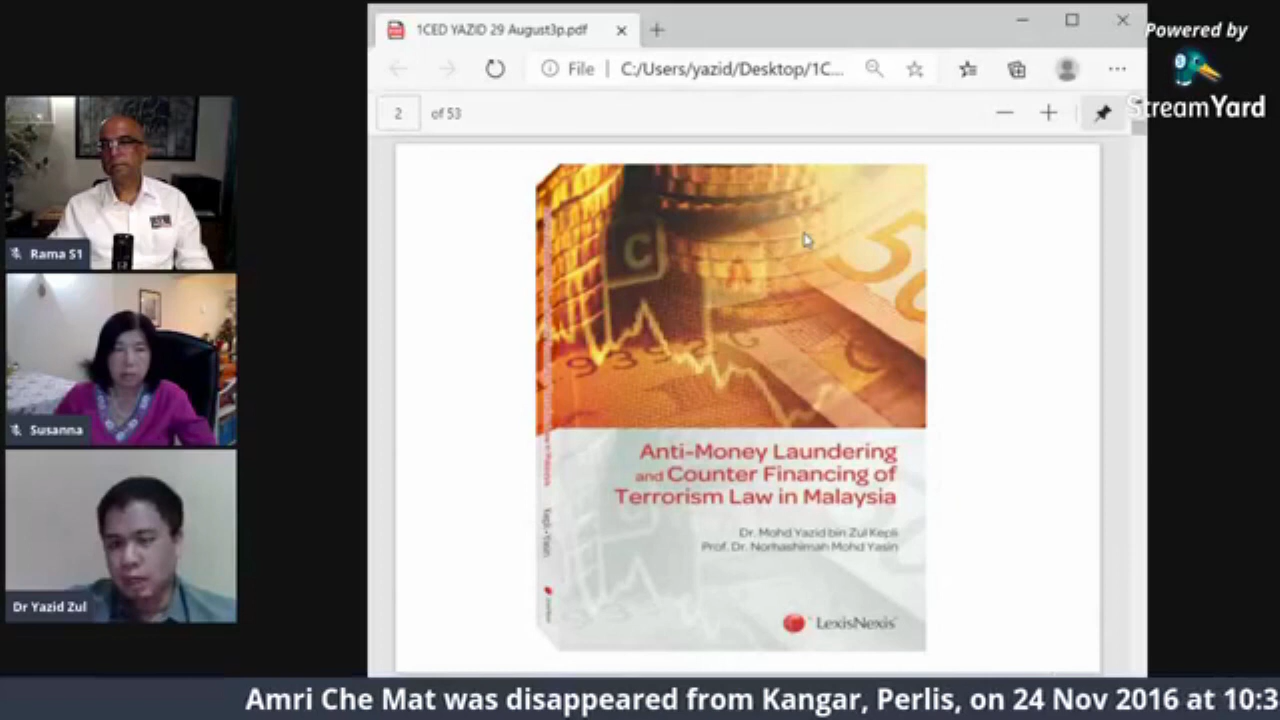 1CED YAZID 29 August3p.pdf
File
C:/Users/yazid/Desktop/1C...
2 of 53
Powered by
StreamYard
Rama S1
Susanna
Dr Yazid Zul
C
A
50
9393
Anti-Money Laundering
and Counter Financing of
Terrorism Law in Malaysia
Dr. Mohd Yazid bin Zul Kepli
Prof. Dr. Norhashimah Mohd Yasin
LexisNexis
Amri Che Mat was disappeared from Kangar, Perlis, on 24 Nov 2016 at 10:3